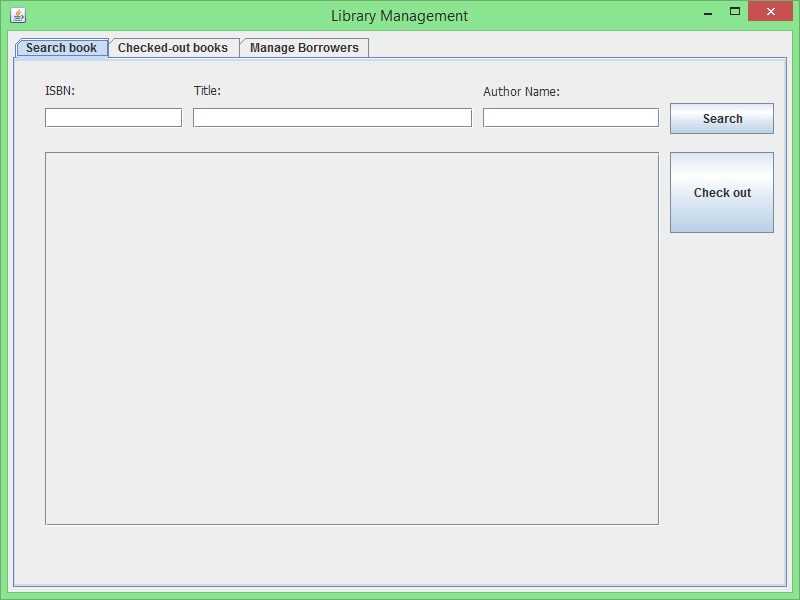 Library Management
Search book Checked-out books Manage Borrowers
ISBN: Title: Author Name:
Search
Check out